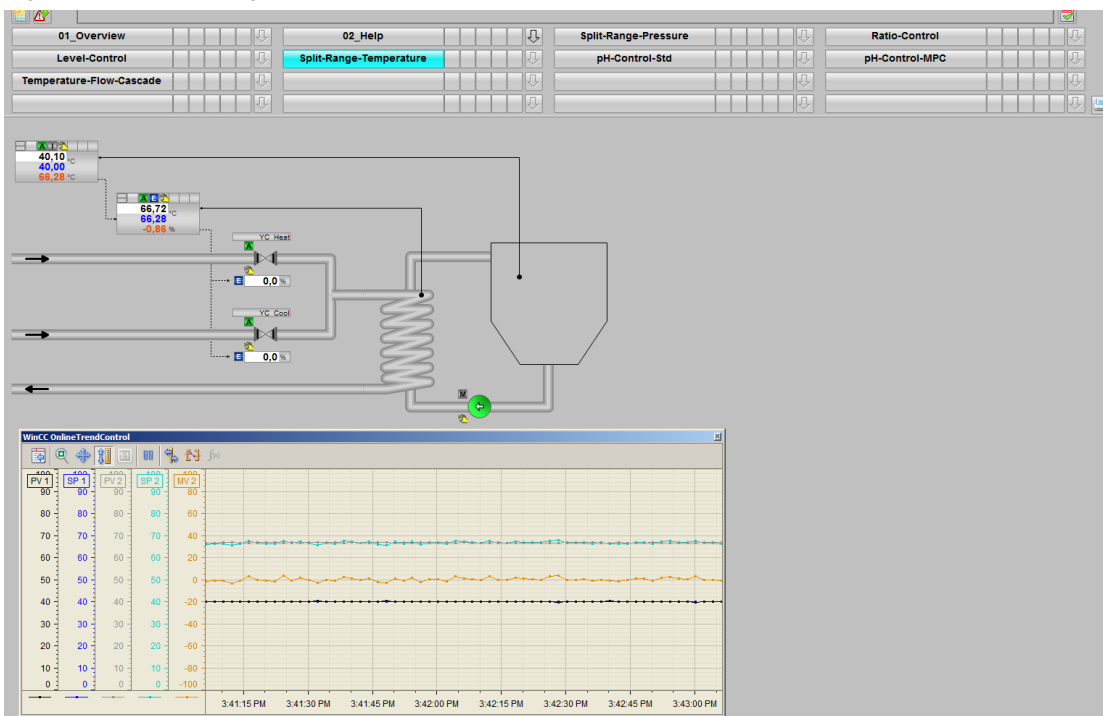 01_Overview 02_Help Split-Range-Pressure Ratio-Control
Level-Control Split-Range-Temperature pH-Control-Std pH-Control-MPC
Temperature-Flow-Cascade
A I
40,10 °C
40,00
66,28 °C
A E
66,72 °C
66,28
-0,86 %
YC_Heat
A
E 0,0 %
YC_Cool
A
E 0,0 %
M
WinCC OnlineTrendControl
100 100 100 100 100
PV 1 SP 1 PV 2 SP 2 MV 2
90 90 90 90 80
80 80 80 80 60
70 70 70 70 40
60 60 60 60 20
50 50 50 50 0
40 40 40 40 -20
30 30 30 30 -40
20 20 20 20 -60
10 10 10 10 -80
0 0 0 0 -100
3:41:15 PM 3:41:30 PM 3:41:45 PM 3:42:00 PM 3:42:15 PM 3:42:30 PM 3:42:45 PM 3:43:00 PM